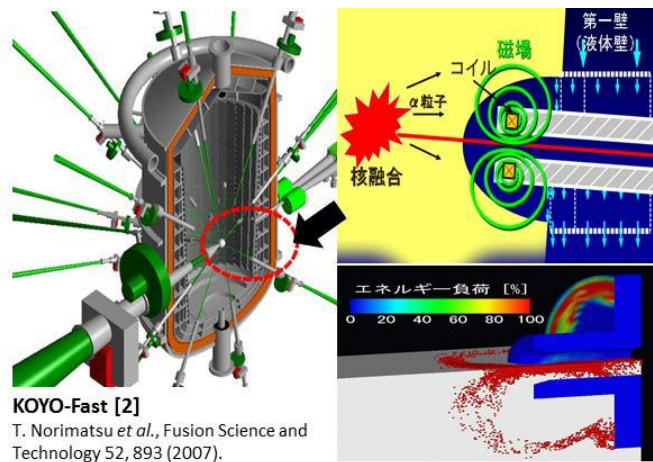 KOYO-Fast [2]
T. Norimatsu et al., Fusion Science and
Technology 52, 893 (2007).
第一壁
(液体壁)
磁場
コイル
α粒子
核融合
エネルギー負荷 [%]
0 20 40 60 80 100